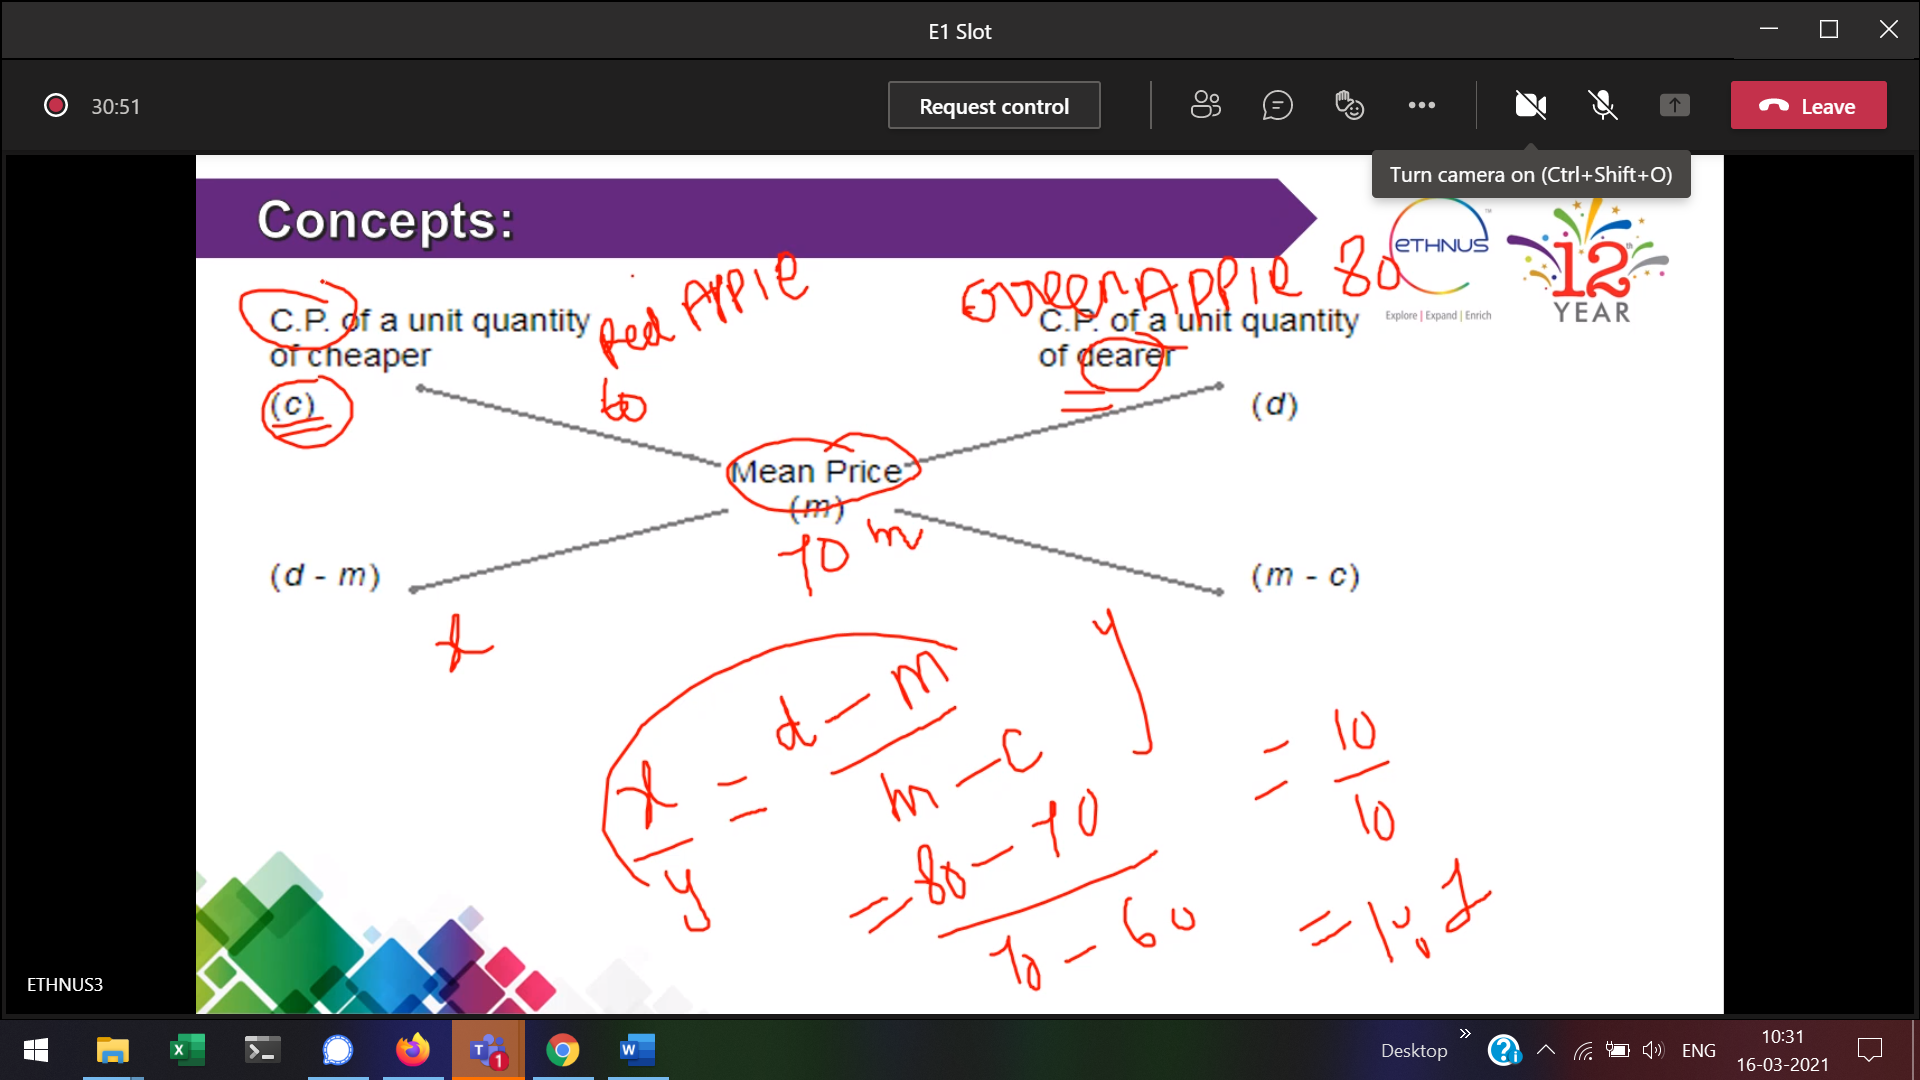 E1 Slot
30:51
Request control
Leave
Turn camera on (Ctrl+Shift+O)
Concepts:
ETHNUS
Explore | Expand | Enrich
12th
YEAR
Red Apple
60
Green Apple 80
C.P. of a unit quantity
of cheaper
(c)
C.P. of a unit quantity
of dearer
(d)
Mean Price
(m)
70 m
(d - m)
(m - c)
x
y
x/y = d - m / m - c
= 80 - 70 / 70 - 60
= 10 / 10
= 1:1
ETHNUS3
Desktop
ENG
10:31
16-03-2021